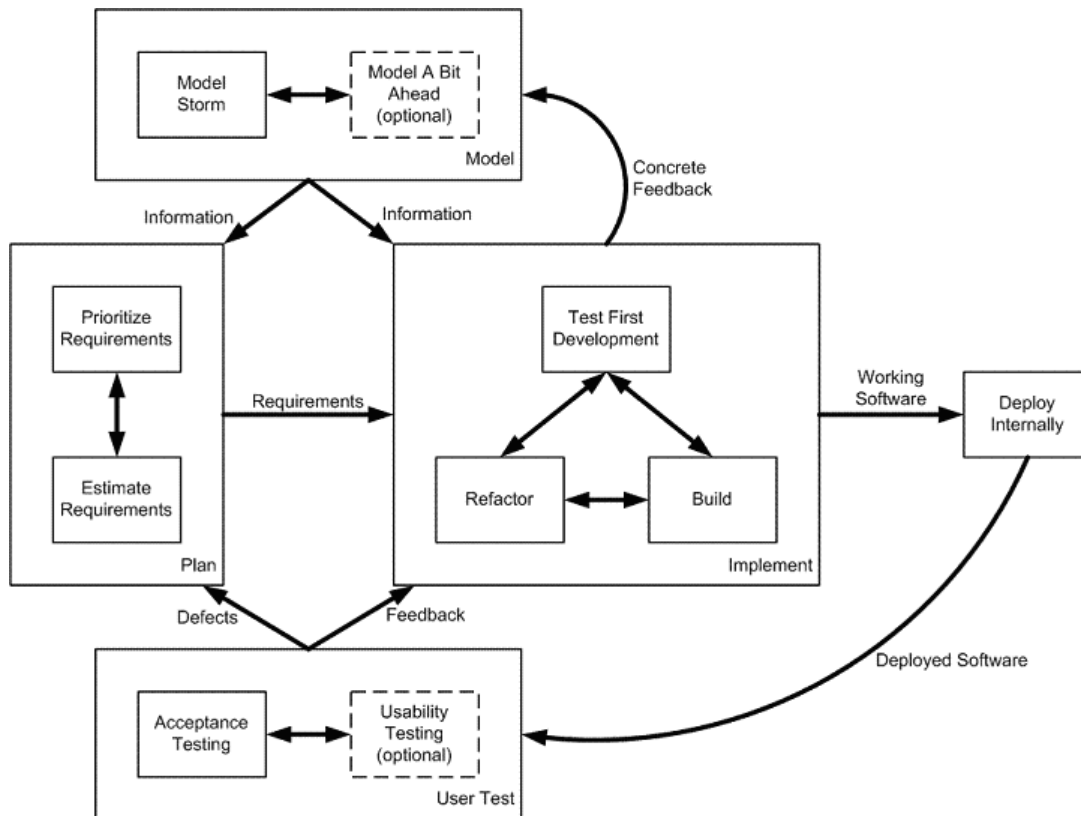 Model
Storm
Model A Bit
Ahead
(optional)
Model
Concrete
Feedback
Information
Information
Prioritize
Requirements
Estimate
Requirements
Plan
Requirements
Test First
Development
Refactor
Build
Implement
Working
Software
Deploy
Internally
Defects
Feedback
Deployed Software
Acceptance
Testing
Usability
Testing
(optional)
User Test